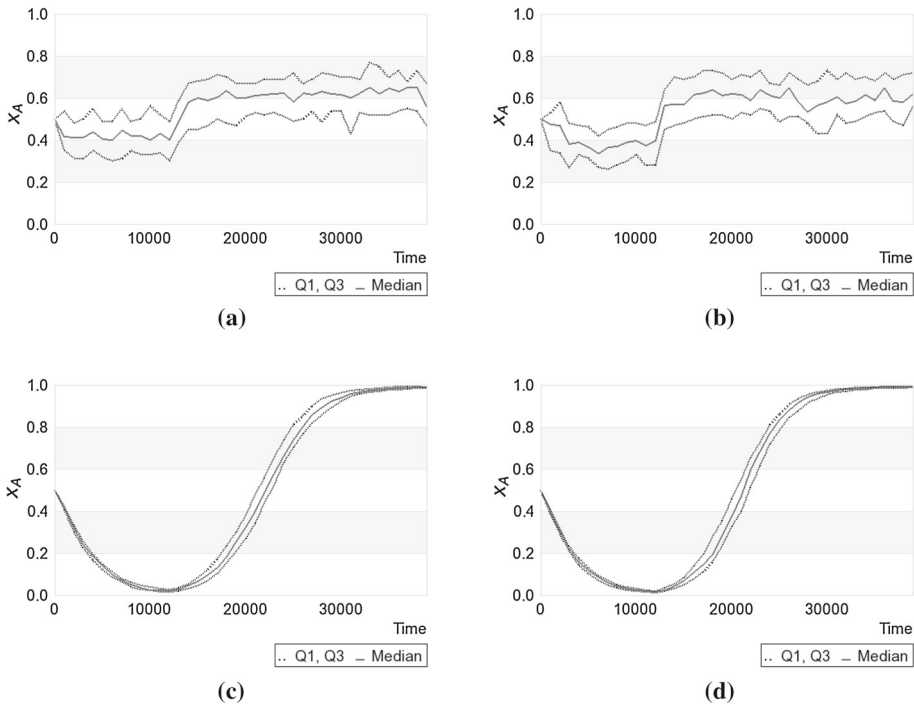 1.0 1.0
0.8 0.8
0.6 0.6
x_A x_A
0.4 0.4
0.2 0.2
0.0 0.0
0 10000 20000 30000 0 10000 20000 30000
Time Time
.. Q1, Q3 — Median .. Q1, Q3 — Median
(a) (b)
1.0 1.0
0.8 0.8
0.6 0.6
x_A x_A
0.4 0.4
0.2 0.2
0.0 0.0
0 10000 20000 30000 0 10000 20000 30000
Time Time
.. Q1, Q3 — Median .. Q1, Q3 — Median
(c) (d)